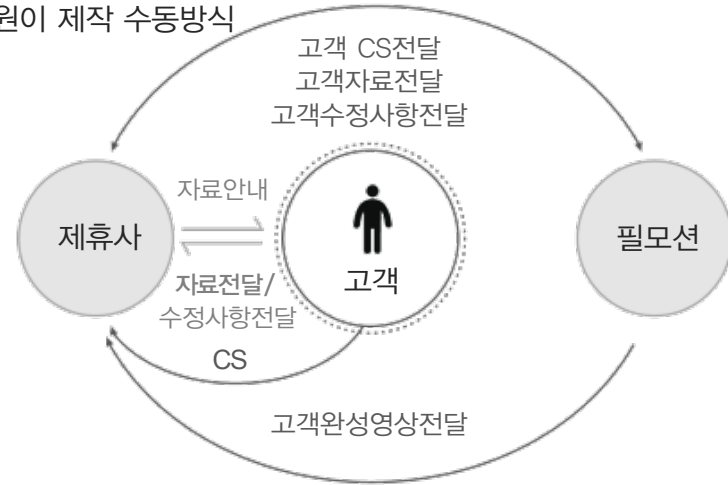 원이 제작 수동방식
고객 CS전달
고객자료전달
고객수정사항전달
자료안내
제휴사
고객
필모션
자료전달/
수정사항전달
CS
고객완성영상전달